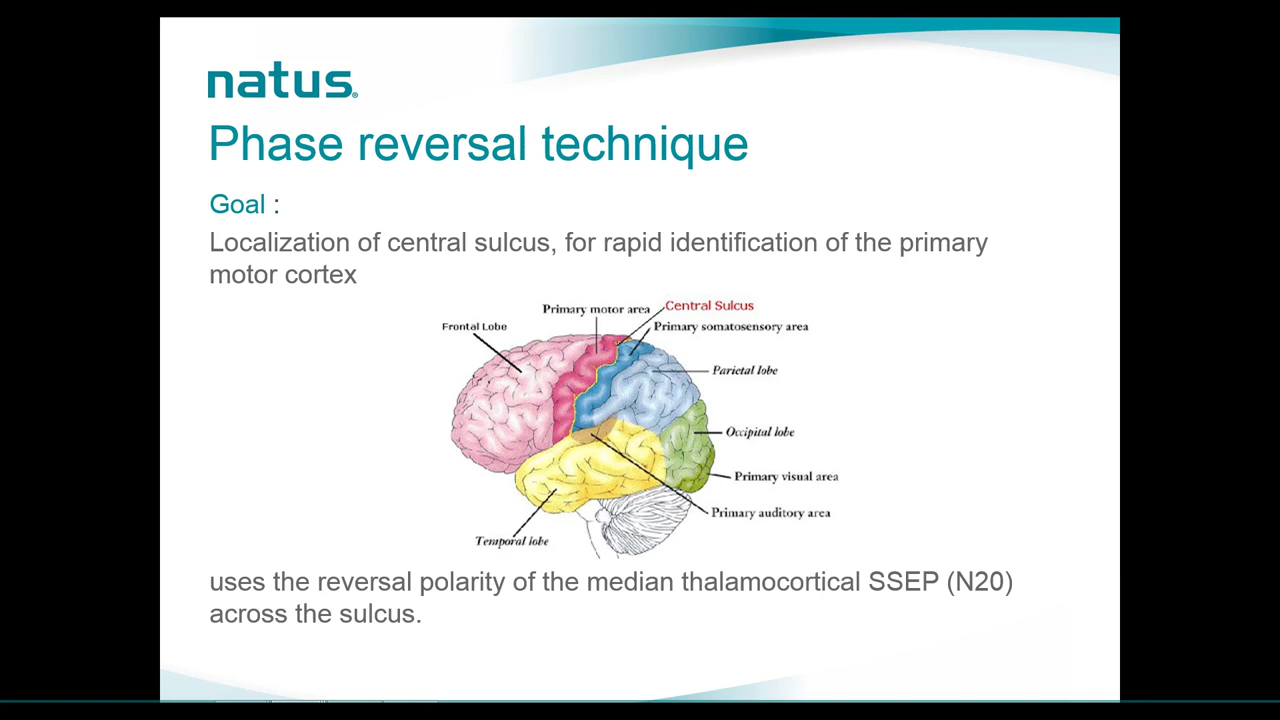 natus®
Phase reversal technique
Goal :
Localization of central sulcus, for rapid identification of the primary
motor cortex
Primary motor area
Central Sulcus
Frontal Lobe
Primary somatosensory area
Parietal lobe
Occipital lobe
Primary visual area
Primary auditory area
Temporal lobe
uses the reversal polarity of the median thalamocortical SSEP (N20)
across the sulcus.